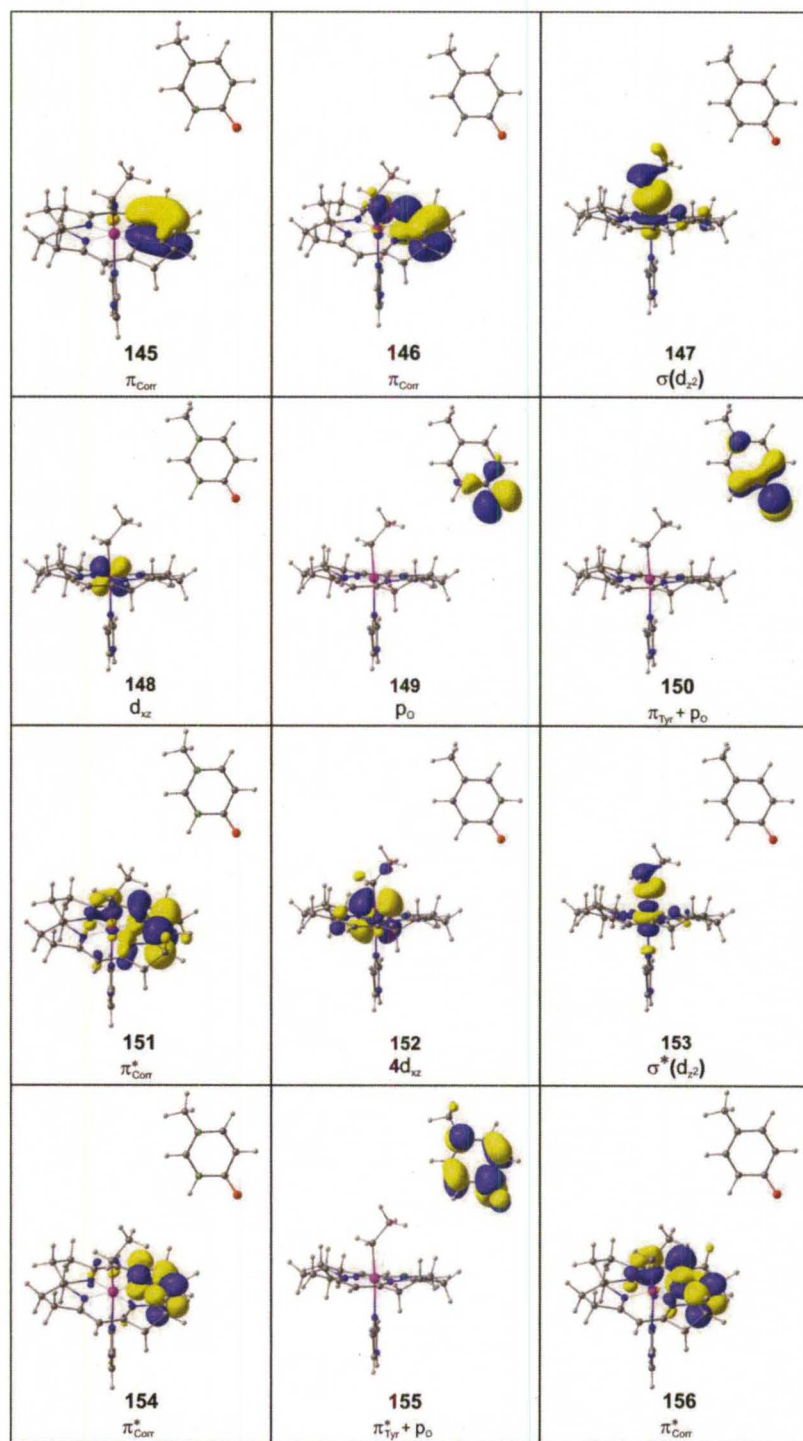 145 146 147
π_Corr π_Corr σ(d_z²)
148 149 150
d_xz p_O π_Tyr + p_O
151 152 153
π*_Corr 4d_xz σ*(d_z²)
154 155 156
π*_Corr π*_Tyr + p_O π*_Corr